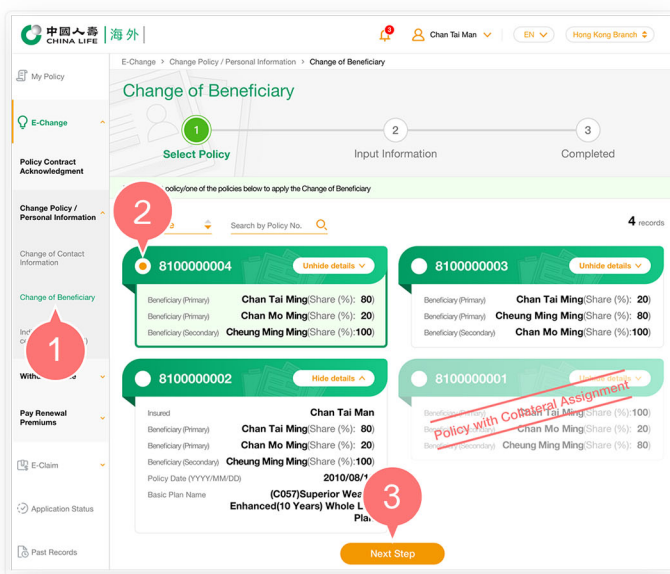 中國人壽 海外
CHINA LIFE
3
Chan Tai Man
EN
Hong Kong Branch
My Policy
E-Change
Policy Contract
Acknowledgment
Change Policy /
Personal Information
Change of Contact
Information
Change of Beneficiary
1
Pay Renewal
Premiums
E-Claim
Application Status
Past Records
E-Change > Change Policy / Personal Information > Change of Beneficiary
Change of Beneficiary
1
Select Policy
2
Input Information
3
Completed
policy/one of the policies below to apply the Change of Beneficiary
2
Search by Policy No.
4 records
8100000004
Unhide details
Beneficiary (Primary) Chan Tai Ming(Share (%): 80)
Beneficiary (Primary) Chan Mo Ming(Share (%): 20)
Beneficiary (Secondary) Cheung Ming Ming(Share (%):100)
8100000003
Unhide details
Beneficiary (Primary) Chan Tai Ming(Share (%): 20)
Beneficiary (Primary) Cheung Ming Ming(Share (%): 80)
Beneficiary (Secondary) Chan Mo Ming(Share (%):100)
8100000002
Hide details
Insured Chan Tai Man
Beneficiary (Primary) Chan Tai Ming(Share (%): 80)
Beneficiary (Primary) Chan Mo Ming(Share (%): 20)
Beneficiary (Secondary) Cheung Ming Ming(Share (%):100)
Policy Date (YYYY/MM/DD) 2010/08/1
Basic Plan Name (C057)Superior
Enhanced(10 Years) Whole
8100000001
Policy with Collateral Assignment
Tai Ming(Share (%):100)
Chan Mo Ming(Share (%): 20)
Cheung Ming Ming(Share (%): 80)
3
Next Step